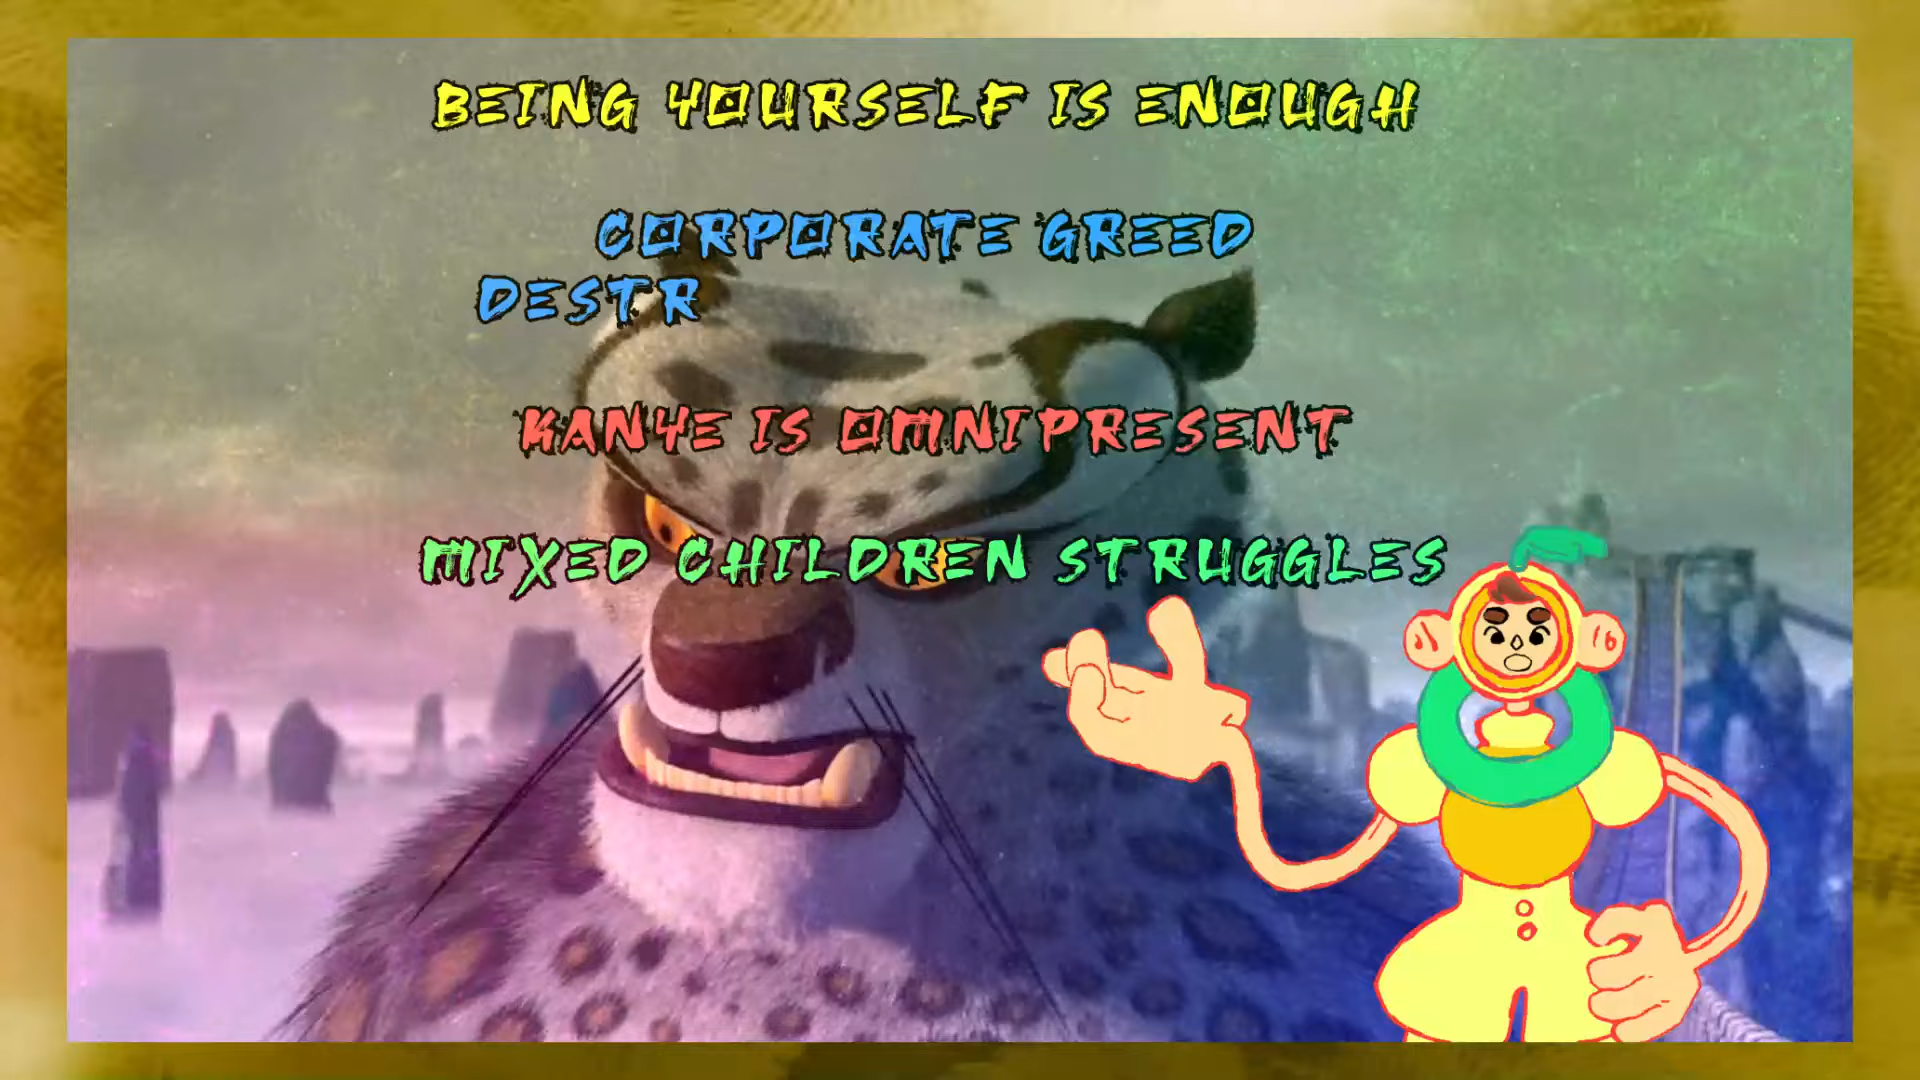 BEING YOURSELF IS ENOUGH
CORPORATE GREED
DESTR
KANYE IS OMNIPRESENT
MIXED CHILDREN STRUGGLES